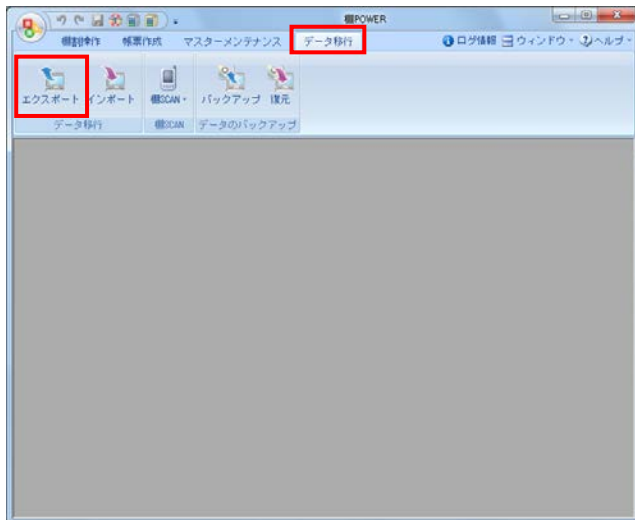 棚POWER
棚割操作 帳票作成 マスターメンテナンス データ移行 ログ情報 ウィンドウ ヘルプ
エクスポート インポート 棚SCAN バックアップ 復元
データ移行 棚SCAN データのバックアップ